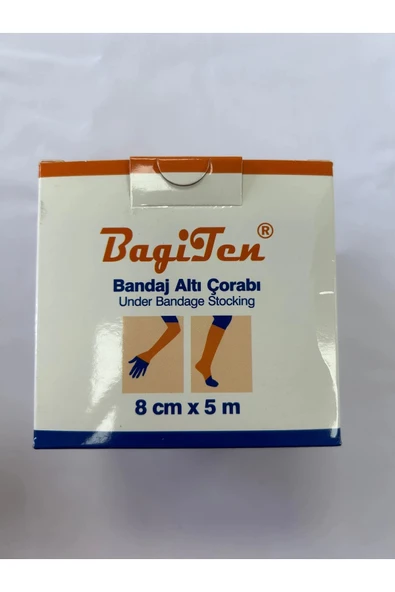 BagiTen®
Bandaj Altı Çorabı
Under Bandage Stocking
8 cm x 5 m